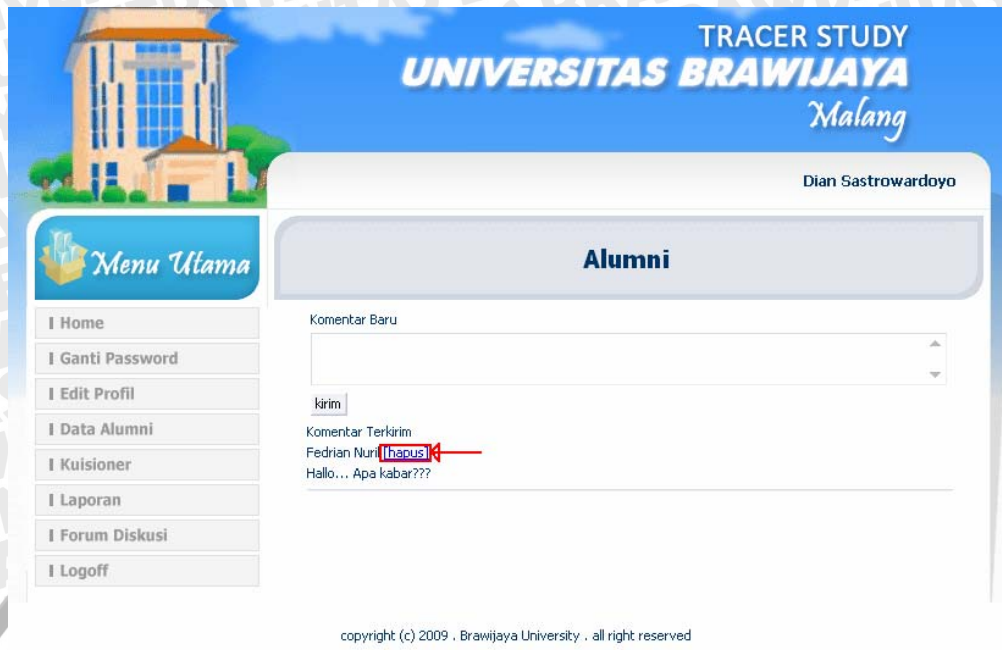 TRACER STUDY
UNIVERSITAS BRAWIJAYA
Malang
Dian Sastrowardoyo
Menu Utama
Alumni
Home
Ganti Password
Edit Profil
Data Alumni
Kuisioner
Laporan
Forum Diskusi
Logoff
Komentar Baru
kirim
Komentar Terkirim
Fedrian Nuril [hapus]
Hallo... Apa kabar???
copyright (c) 2009 . Brawijaya University . all right reserved